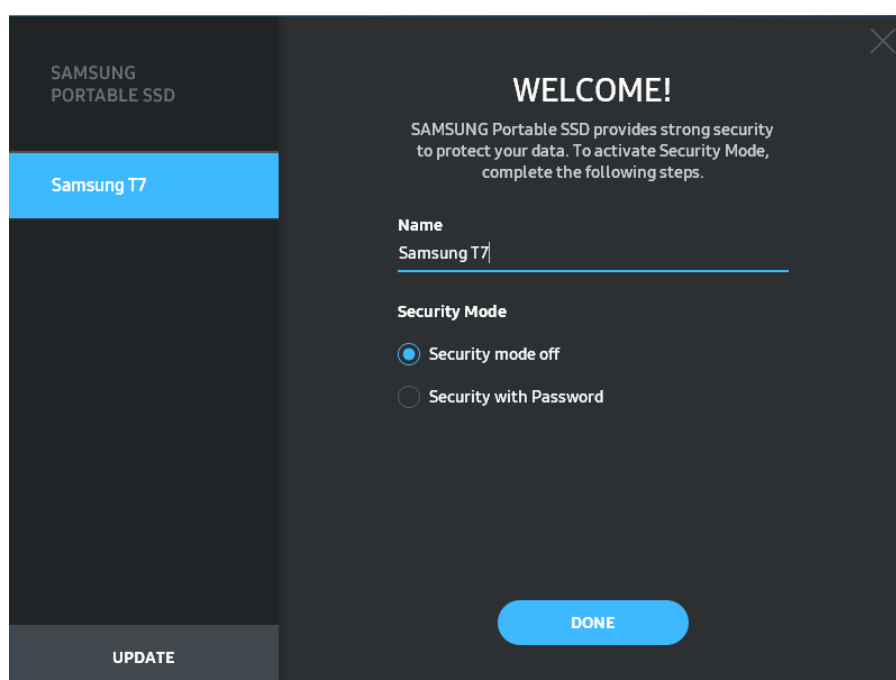 SAMSUNG
PORTABLE SSD
Samsung T7
UPDATE
WELCOME!
SAMSUNG Portable SSD provides strong security
to protect your data. To activate Security Mode,
complete the following steps.
Name
Samsung T7
Security Mode
Security mode off
Security with Password
DONE